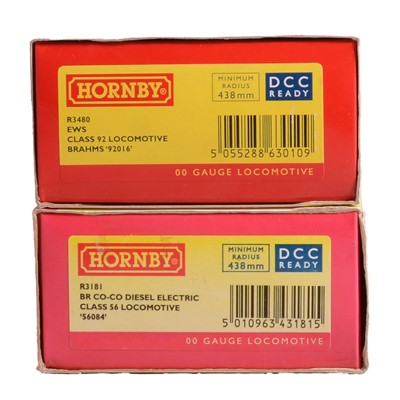 HORNBY®
MINIMUM
RADIUS
438mm
DCC
READY
R3480
EWS
CLASS 92 LOCOMOTIVE
BRAHMS '92016'
5 055288 630109
00 GAUGE LOCOMOTIVE
HORNBY®
MINIMUM
RADIUS
438mm
DCC
READY
R3181
BR CO-CO DIESEL ELECTRIC
CLASS 56 LOCOMOTIVE
'56084'
5 010963 431815
00 GAUGE LOCOMOTIVE